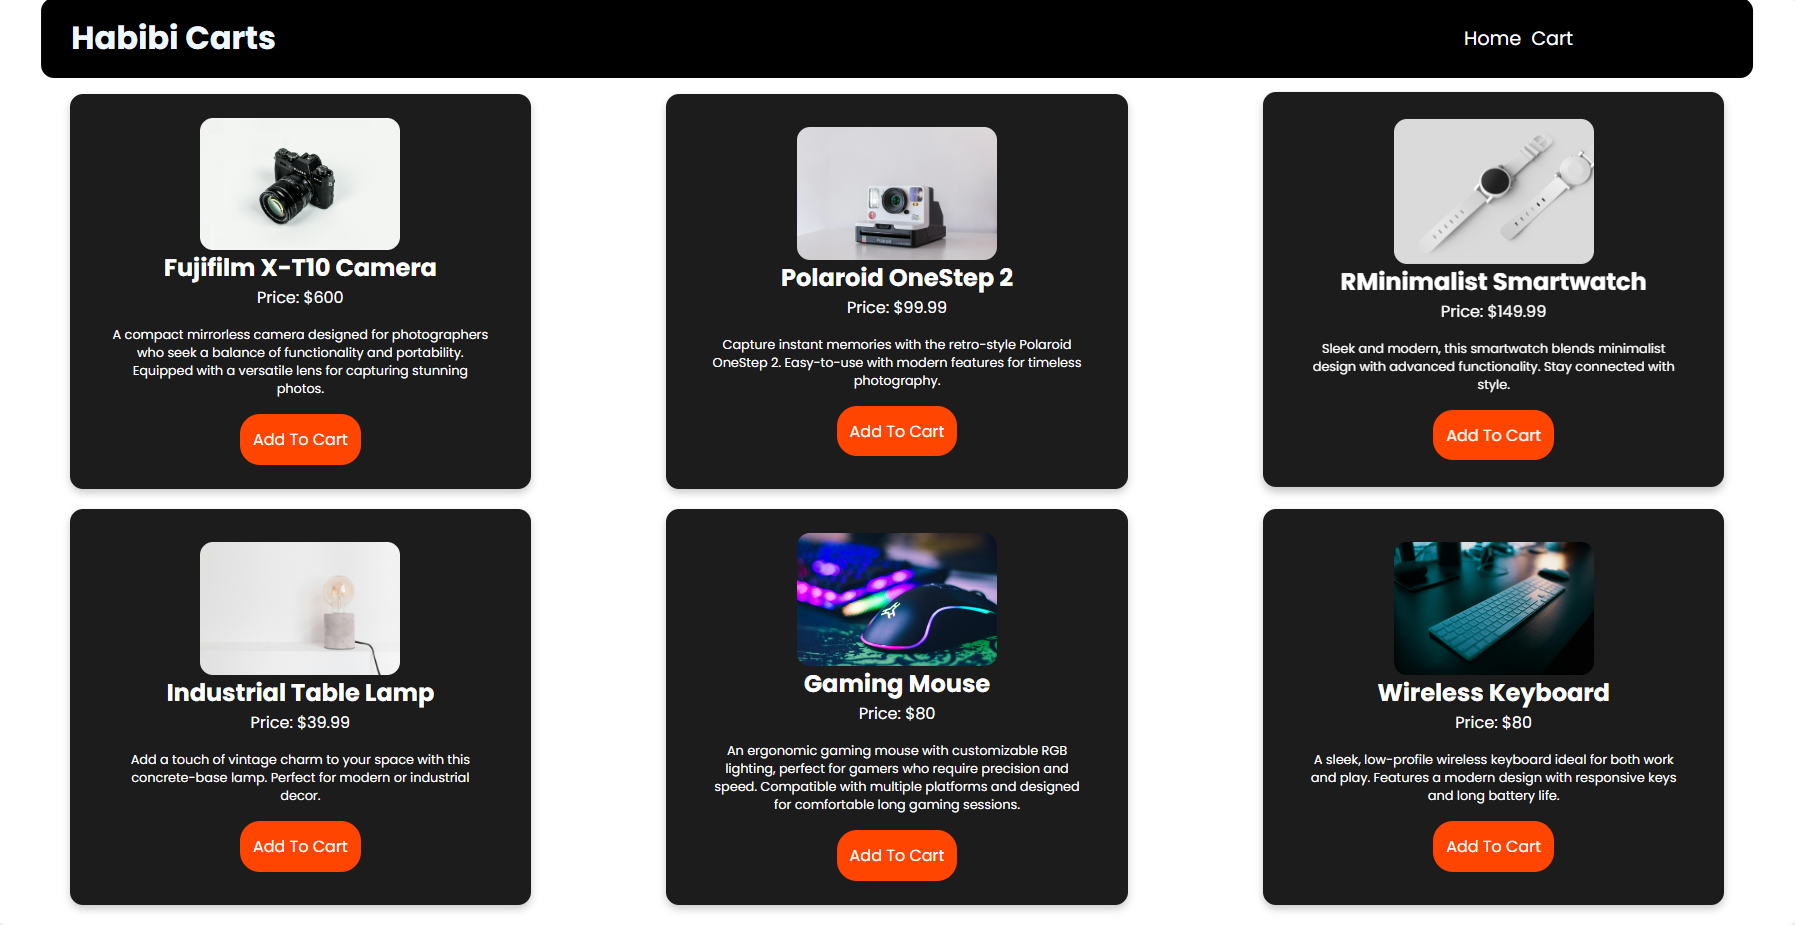 Habibi Carts
Home Cart
Fujifilm X-T10 Camera
Price: $600
A compact mirrorless camera designed for photographers
who seek a balance of functionality and portability.
Equipped with a versatile lens for capturing stunning
photos.
Add To Cart
Polaroid OneStep 2
Price: $99.99
Capture instant memories with the retro-style Polaroid
OneStep 2. Easy-to-use with modern features for timeless
photography.
Add To Cart
RMinimalist Smartwatch
Price: $149.99
Sleek and modern, this smartwatch blends minimalist
design with advanced functionality. Stay connected with
style.
Add To Cart
Industrial Table Lamp
Price: $39.99
Add a touch of vintage charm to your space with this
concrete-base lamp. Perfect for modern or industrial
decor.
Add To Cart
Gaming Mouse
Price: $80
An ergonomic gaming mouse with customizable RGB
lighting, perfect for gamers who require precision and
speed. Compatible with multiple platforms and designed
for comfortable long gaming sessions.
Add To Cart
Wireless Keyboard
Price: $80
A sleek, low-profile wireless keyboard ideal for both work
and play. Features a modern design with responsive keys
and long battery life.
Add To Cart